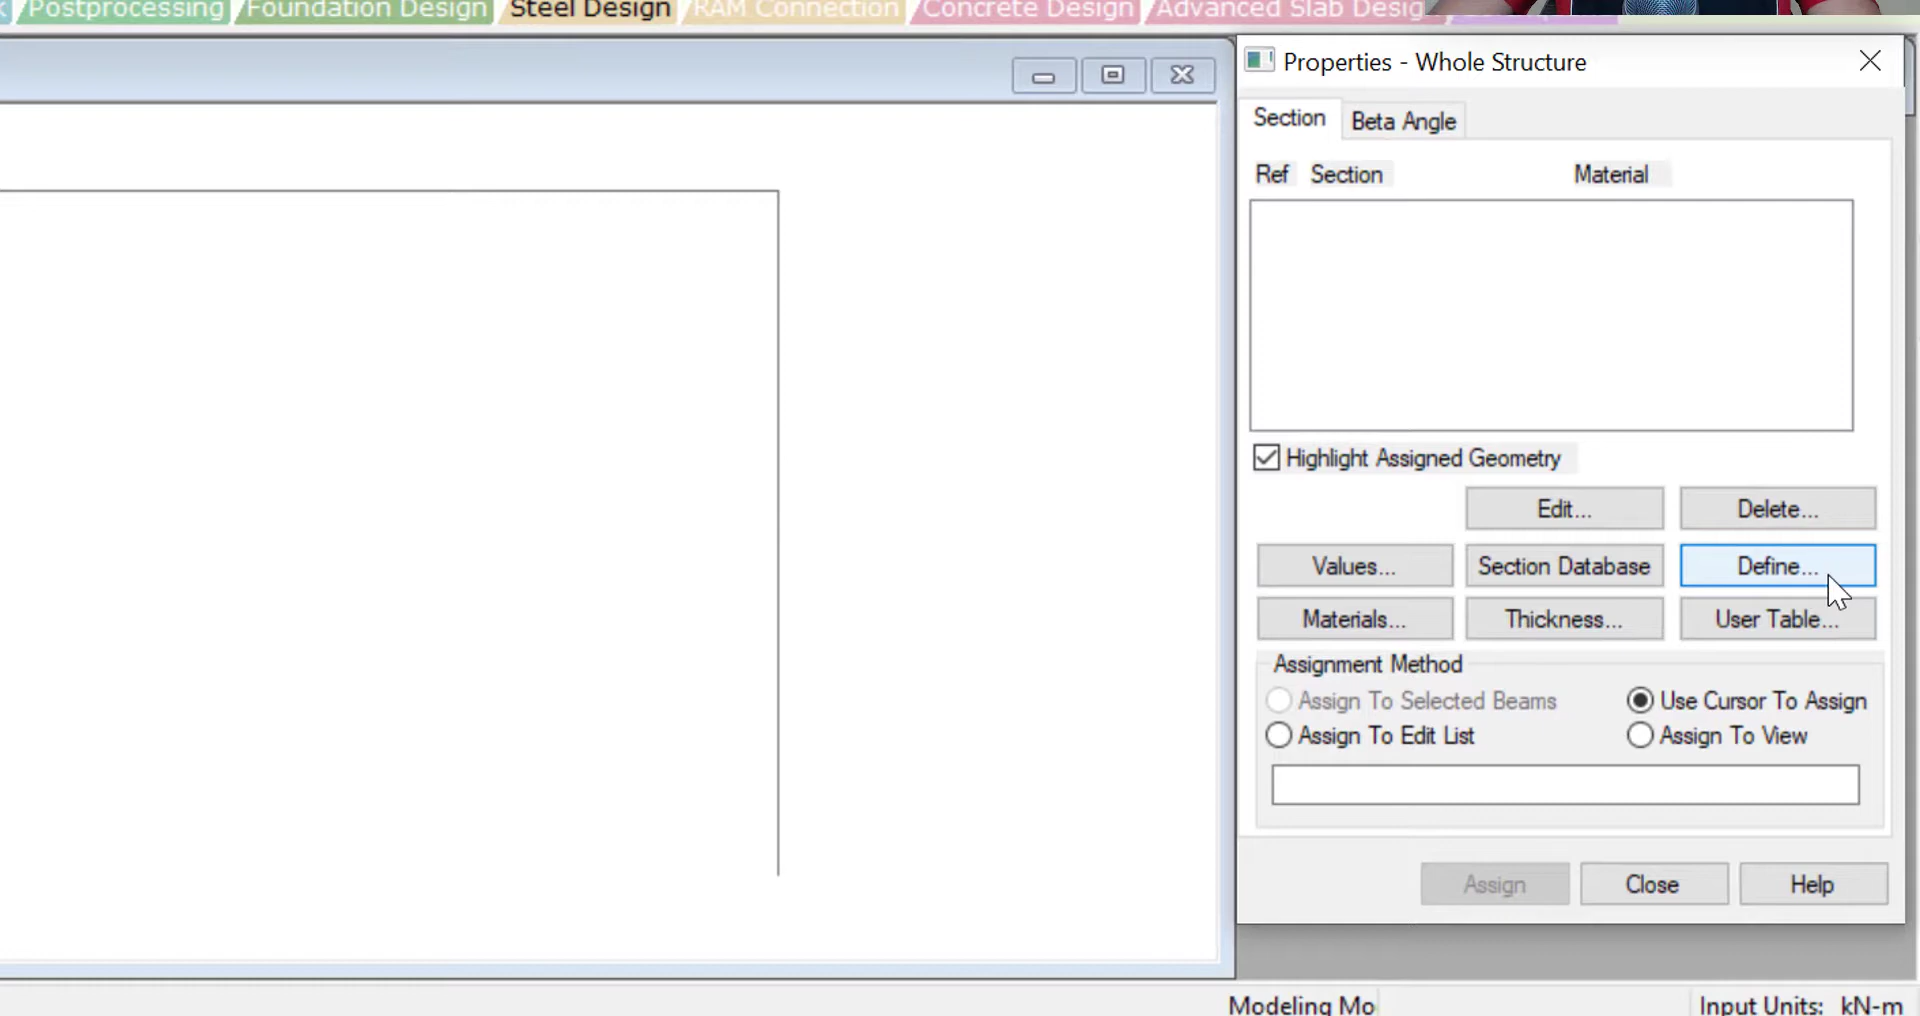 Postprocessing Foundation Design Steel Design RAM Connection Concrete Design Advanced Slab Desig
Properties - Whole Structure
Section Beta Angle
Ref Section Material
Highlight Assigned Geometry
Edit... Delete...
Values... Section Database Define...
Materials... Thickness... User Table...
Assignment Method
Assign To Selected Beams Use Cursor To Assign
Assign To Edit List Assign To View
Assign Close Help
Modeling Mo Input Units: kN-m